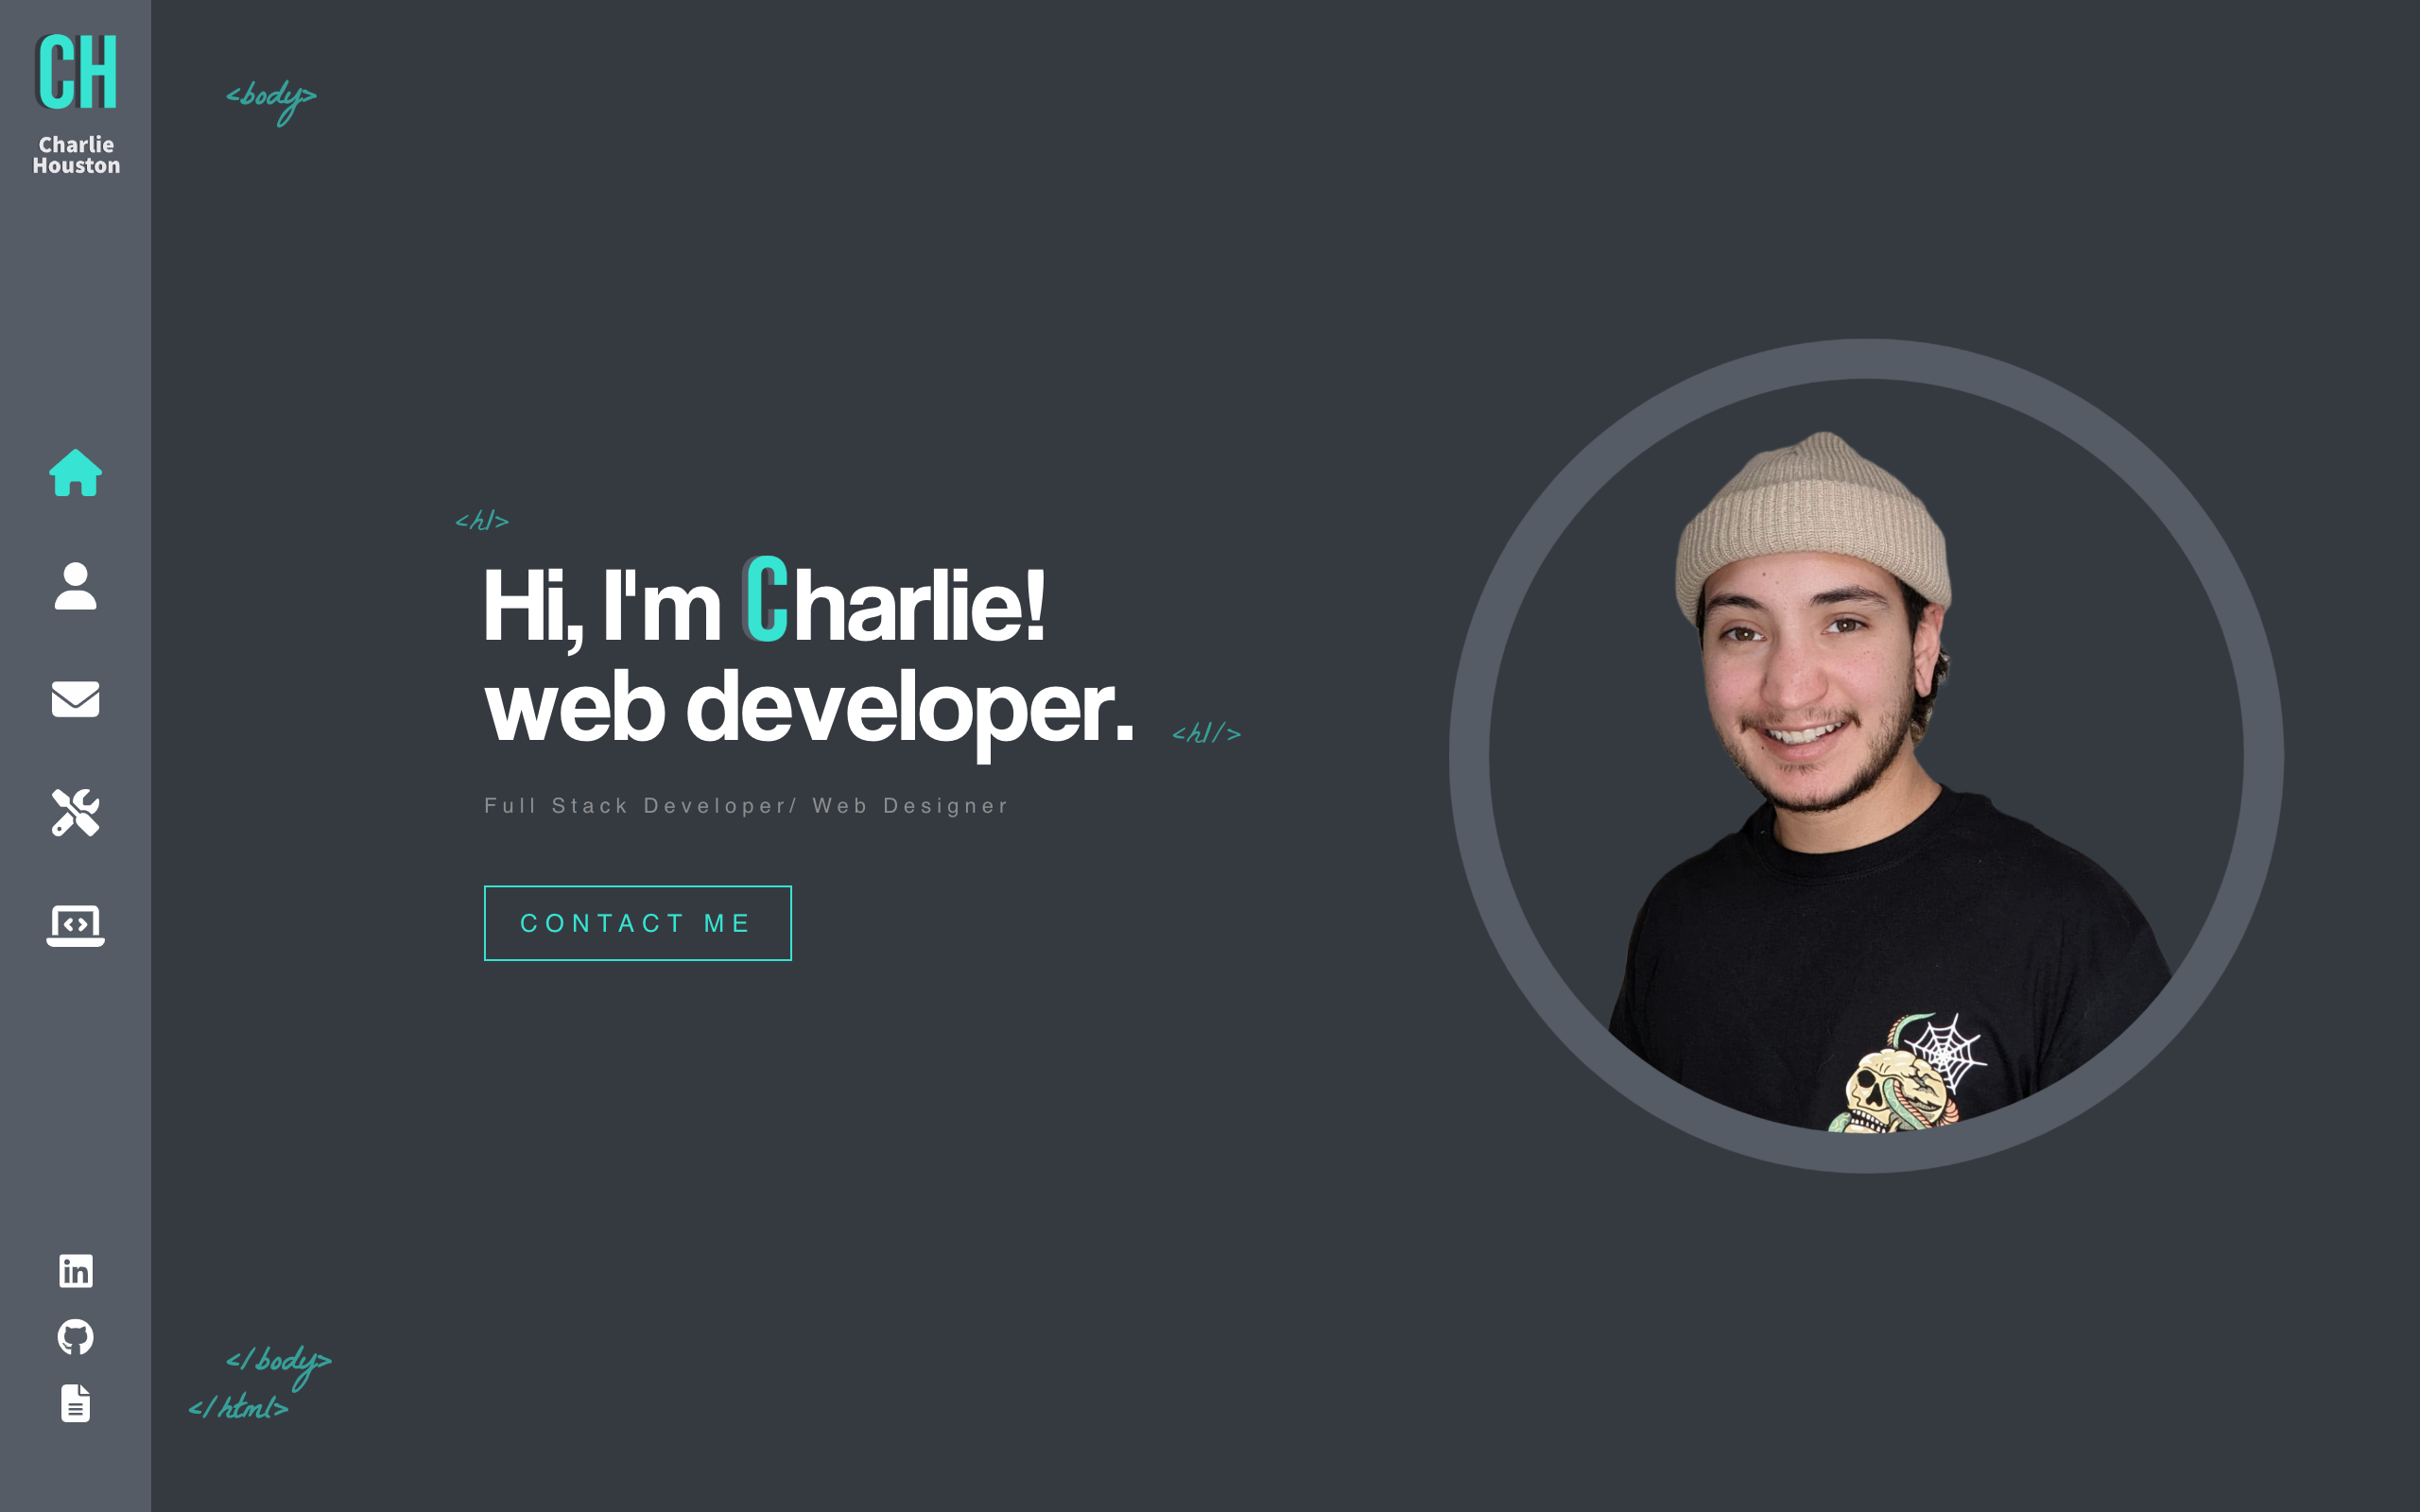 CH
Charlie
Houston
<body>
<h1>
Hi, I'm Charlie!
web developer.
<h1/>
Full Stack Developer/ Web Designer
CONTACT ME
in
</body>
</html>